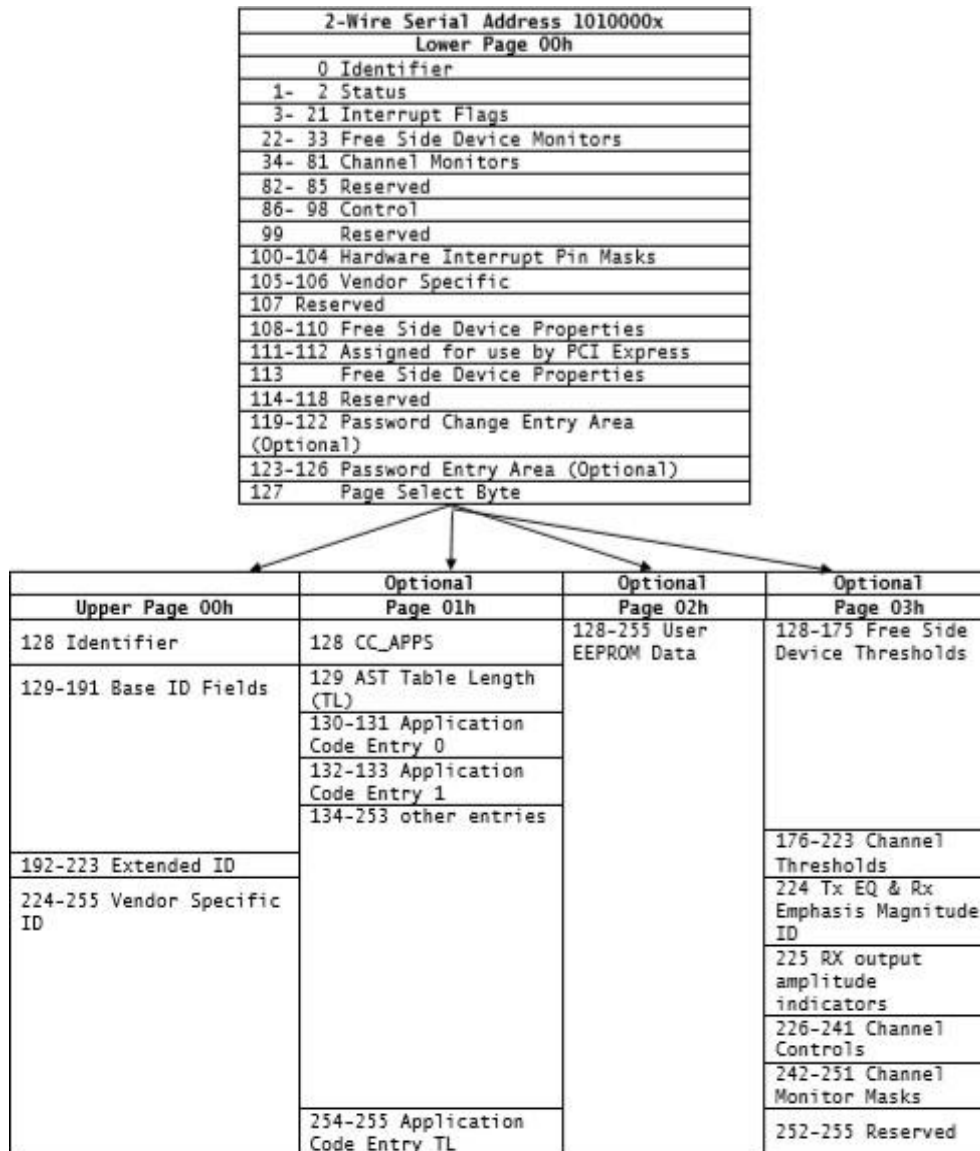 2-Wire Serial Address 1010000x
Lower Page 00h
0 Identifier
1- 2 Status
3- 21 Interrupt Flags
22- 33 Free Side Device Monitors
34- 81 Channel Monitors
82- 85 Reserved
86- 98 Control
99 Reserved
100-104 Hardware Interrupt Pin Masks
105-106 Vendor Specific
107 Reserved
108-110 Free Side Device Properties
111-112 Assigned for use by PCI Express
113 Free Side Device Properties
114-118 Reserved
119-122 Password Change Entry Area
(Optional)
123-126 Password Entry Area (Optional)
127 Page Select Byte
Upper Page 00h
128 Identifier
129-191 Base ID Fields
192-223 Extended ID
224-255 Vendor Specific
ID
Optional
Page 01h
128 CC_APPS
129 AST Table Length
(TL)
130-131 Application
Code Entry 0
132-133 Application
Code Entry 1
134-253 other entries
254-255 Application
Code Entry TL
Optional
Page 02h
128-255 User
EEPROM Data
Optional
Page 03h
128-175 Free Side
Device Thresholds
176-223 Channel
Thresholds
224 Tx EQ & Rx
Emphasis Magnitude
ID
225 RX output
amplitude
indicators
226-241 Channel
Controls
242-251 Channel
Monitor Masks
252-255 Reserved